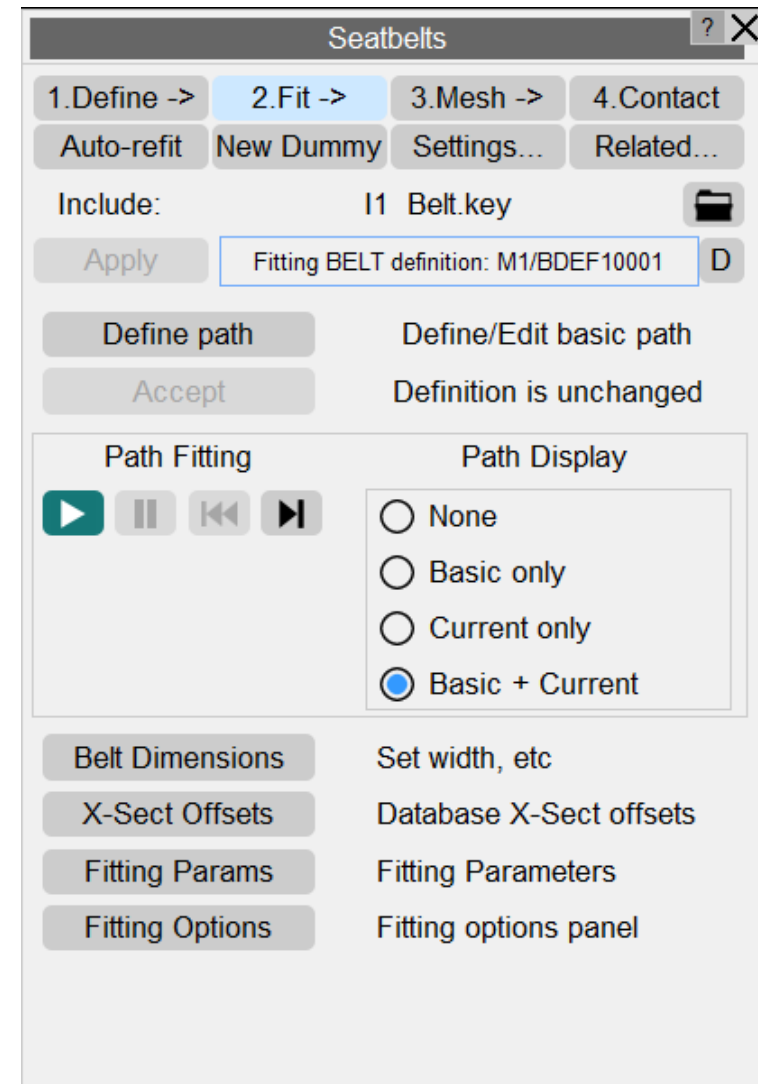 Seatbelts ?
1.Define -> 2.Fit -> 3.Mesh -> 4.Contact
Auto-refit New Dummy Settings... Related...
Include: I1 Belt.key
Apply Fitting BELT definition: M1/BDEF10001 D
Define path Define/Edit basic path
Accept Definition is unchanged
Path Fitting Path Display
None
Basic only
Current only
Basic + Current
Belt Dimensions Set width, etc
X-Sect Offsets Database X-Sect offsets
Fitting Params Fitting Parameters
Fitting Options Fitting options panel